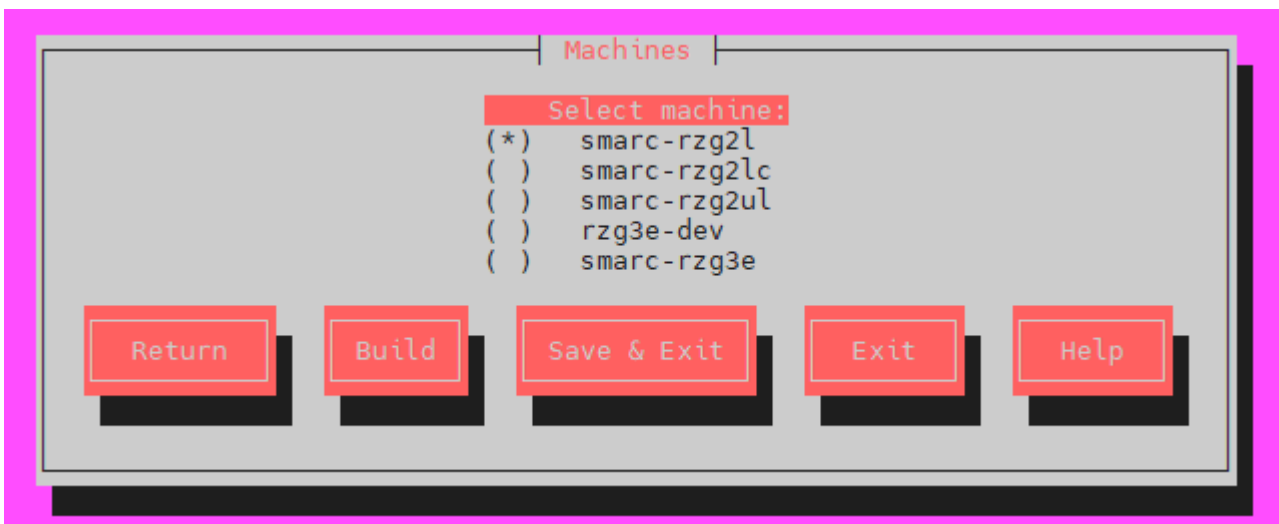 Machines
Select machine:
(*) smarc-rzg2l
( ) smarc-rzg2lc
( ) smarc-rzg2ul
( ) rzg3e-dev
( ) smarc-rzg3e
Return Build Save & Exit Exit Help